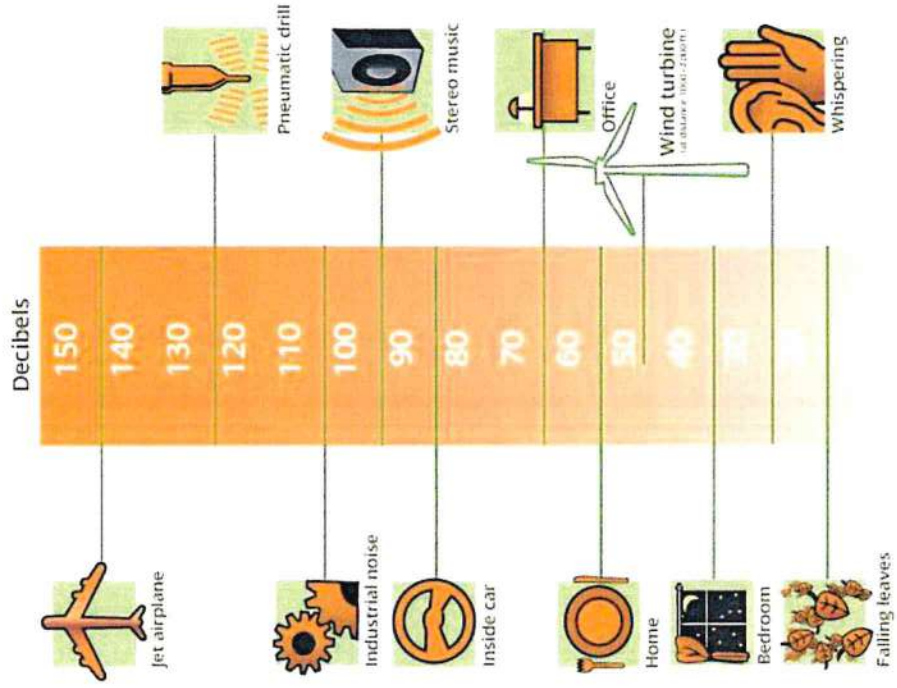 Decibels
150
140
130
120
110
100
90
80
70
60
50
40
30
Jet airplane
Industrial noise
Inside car
Home
Bedroom
Falling leaves
Pneumatic drill
Stereo music
Office
Wind turbine
Whispering